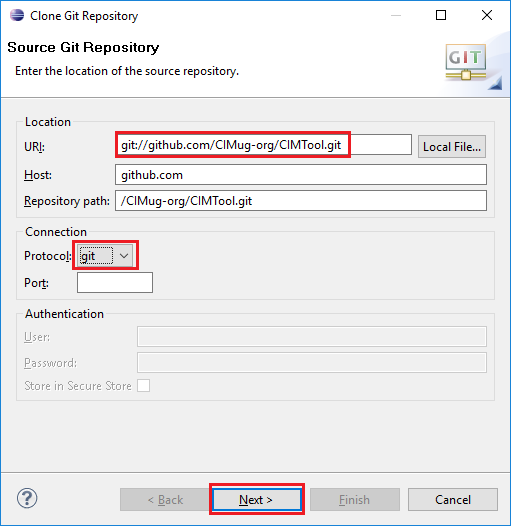 Clone Git Repository
Source Git Repository
Enter the location of the source repository.
GIT
Location
URI: git://github.com/CIMug-org/CIMTool.git Local File...
Host: github.com
Repository path: /CIMug-org/CIMTool.git
Connection
Protocol: git
Port:
Authentication
User:
Password:
Store in Secure Store
? < Back Next > Finish Cancel